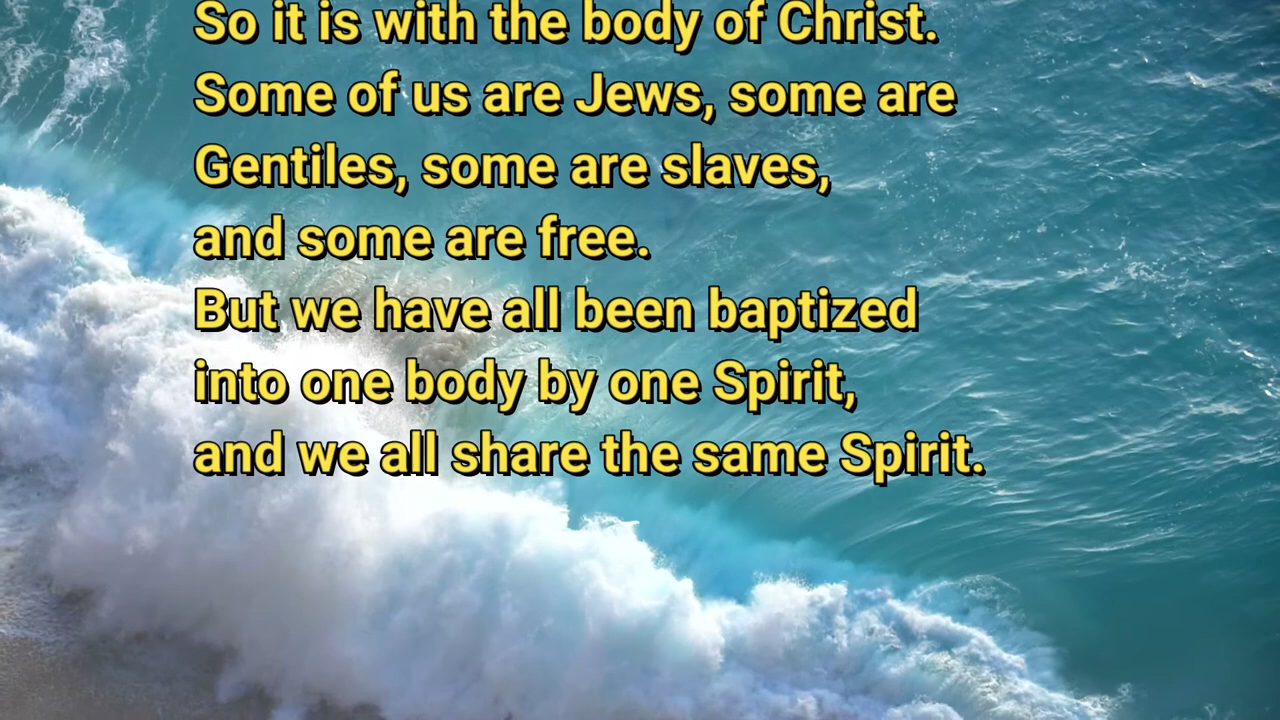 So it is with the body of Christ.
Some of us are Jews, some are
Gentiles, some are slaves,
and some are free.
But we have all been baptized
into one body by one Spirit,
and we all share the same Spirit.